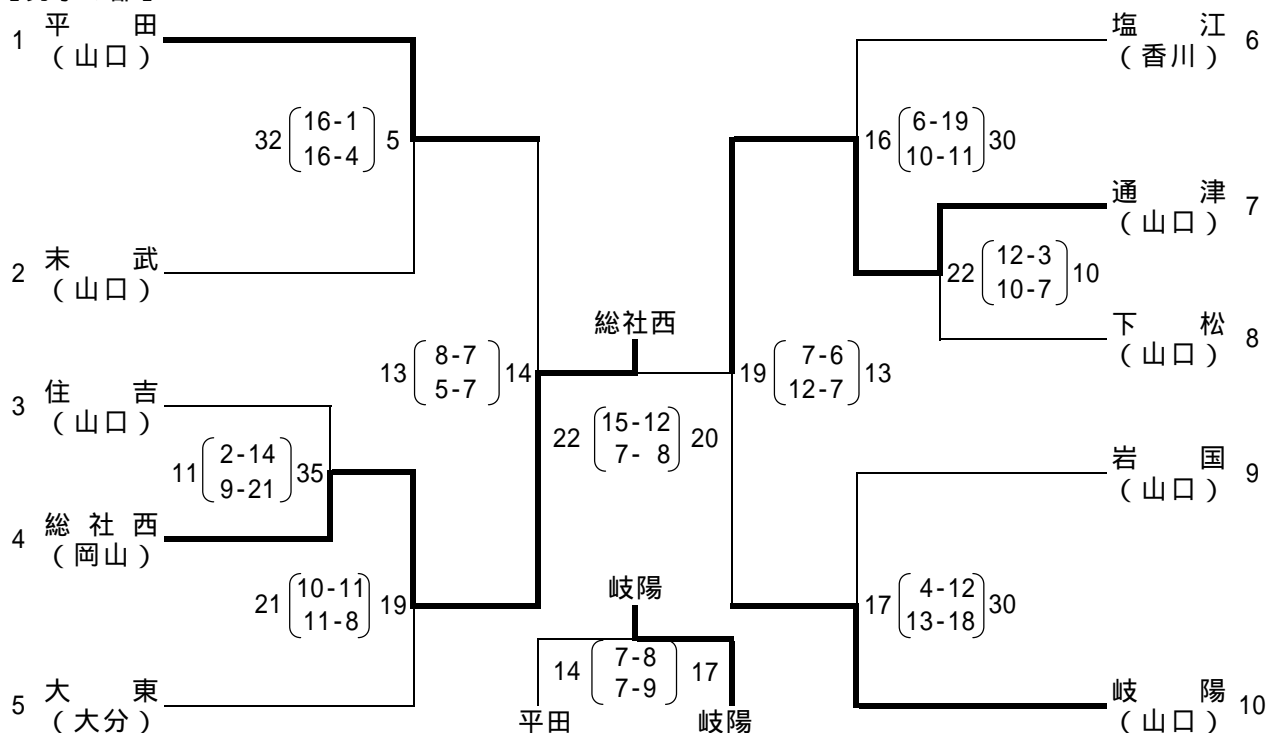 1 平田
(山口)
32 16-1 5
16-4
2 末武
(山口)
13 8-7 14
5-7
3 住吉
(山口)
11 2-14 35
9-21
4 総社西
(岡山)
21 10-11 19
11-8
5 大東
(大分)
総社西
22 15-12 20
7- 8
岐陽
14 7-8 17
7-9
平田 岐陽
塩江 6
(香川)
16 6-19 30
10-11
通津 7
(山口)
22 12-3 10
10-7
下松 8
(山口)
19 7-6 13
12-7
岩国 9
(山口)
17 4-12 30
13-18
岐陽 10
(山口)